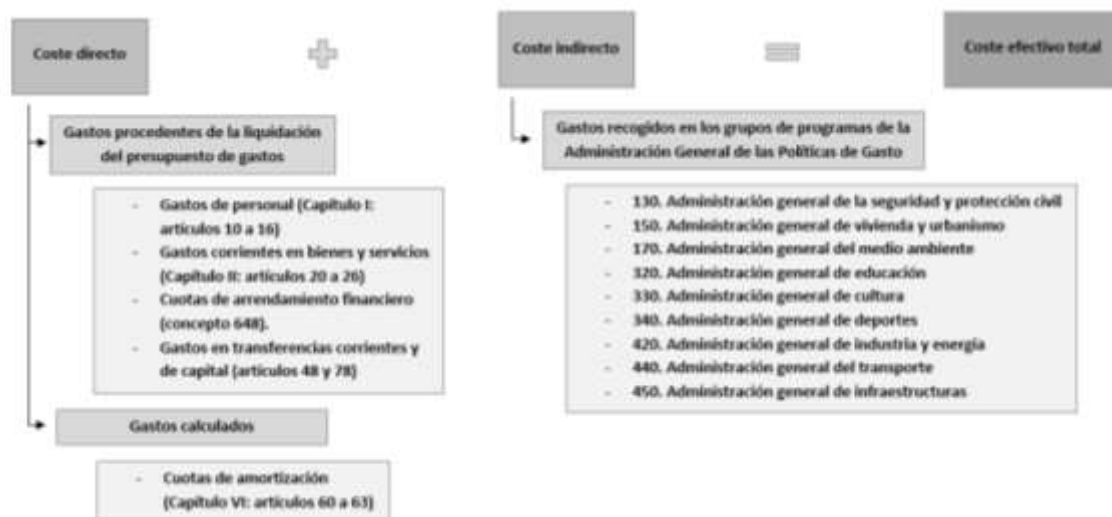 Coste directo
Coste indirecto
Coste efectivo total
Gastos procedentes de la liquidación
del presupuesto de gastos
- Gastos de personal (Capítulo I:
artículos 10 a 16)
- Gastos corrientes en bienes y servicios
(Capítulo II: artículos 20 a 26)
- Cuotas de arrendamiento financiero
(concepto 648).
- Gastos en transferencias corrientes y
de capital (artículos 48 y 78)
Gastos calculados
- Cuotas de amortización
(Capítulo VI: artículos 60 a 63)
Gastos recogidos en los grupos de programas de la
Administración General de las Políticas de Gasto
- 130. Administración general de la seguridad y protección civil
- 150. Administración general de vivienda y urbanismo
- 170. Administración general del medio ambiente
- 320. Administración general de educación
- 330. Administración general de cultura
- 340. Administración general de deportes
- 420. Administración general de industria y energía
- 440. Administración general del transporte
- 450. Administración general de infraestructuras